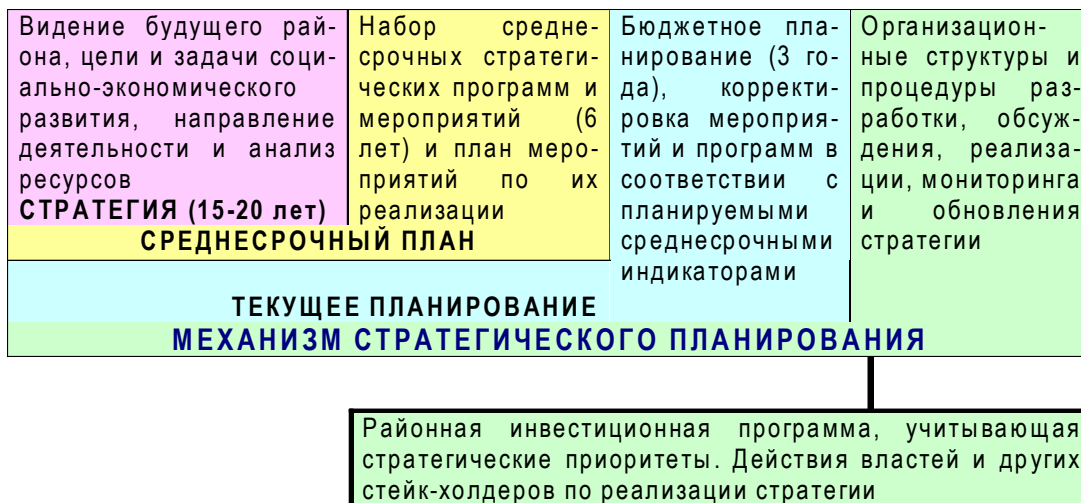 Видение будущего рай-
она, цели и задачи соци-
ально-экономического
развития, направление
деятельности и анализ
ресурсов
СТРАТЕГИЯ (15-20 лет)
Набор средне-
срочных стратеги-
ческих программ и
мероприятий (6
лет) и план меро-
приятий по их
реализации
СРЕДНЕСРОЧНЫЙ ПЛАН
Бюджетное пла-
нирование (3 го-
да), корректи-
ровка мероприя-
тий и программ в
соответствии с
планируемыми
среднесрочными
индикаторами
ТЕКУЩЕЕ ПЛАНИРОВАНИЕ
Организацион-
ные структуры и
процедуры раз-
работки, обсуж-
дения, реализа-
ции, мониторинга
и обновления
стратегии
МЕХАНИЗМ СТРАТЕГИЧЕСКОГО ПЛАНИРОВАНИЯ
Районная инвестиционная программа, учитывающая
стратегические приоритеты. Действия властей и других
стейк-холдеров по реализации стратегии